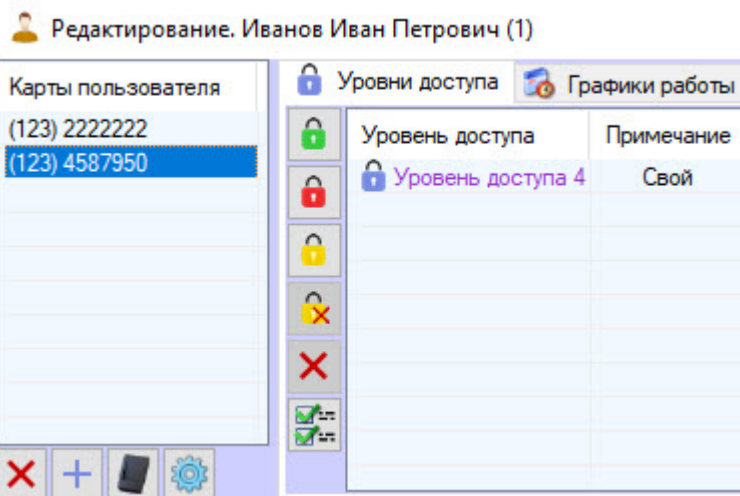 Редактирование. Иванов Иван Петрович (1)
Карты пользователя
(123) 2222222
(123) 4587950
Уровни доступа
Графики работы
Уровень доступа
Примечание
Уровень доступа 4
Свой